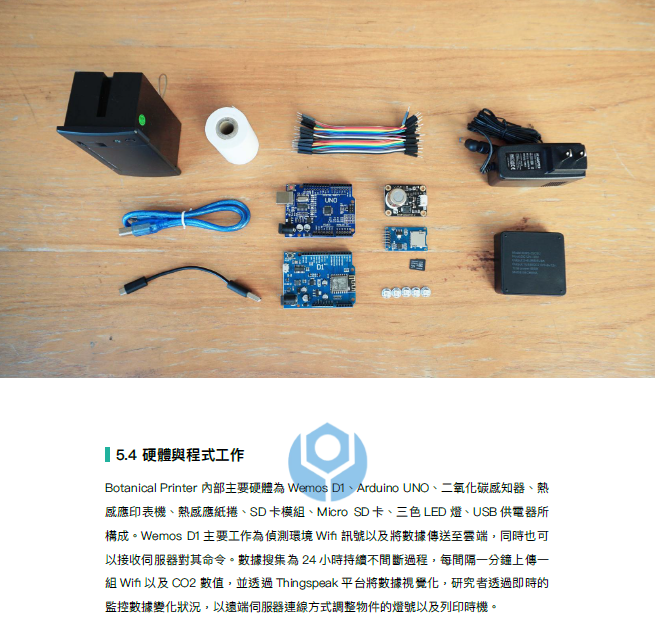 UNO
D1
5.4 硬體與程式工作
Botanical Printer 內部主要硬體為 Wemos D1、Arduino UNO、二氧化碳感知器、熱
感應印表機、熱感應紙捲、SD 卡模組、Micro SD 卡、三色 LED 燈、USB 供電器所
構成。Wemos D1 主要工作為偵測環境 Wifi 訊號以及將數據傳送至雲端，同時也可
以接收伺服器對其命令。數據搜集為 24 小時持續不間斷過程，每間隔一分鐘上傳一
組 Wifi 以及 CO2 數值，並透過 Thingspeak 平台將數據視覺化，研究者透過即時的
監控數據變化狀況，以遠端伺服器連線方式調整物件的燈號以及列印時機。